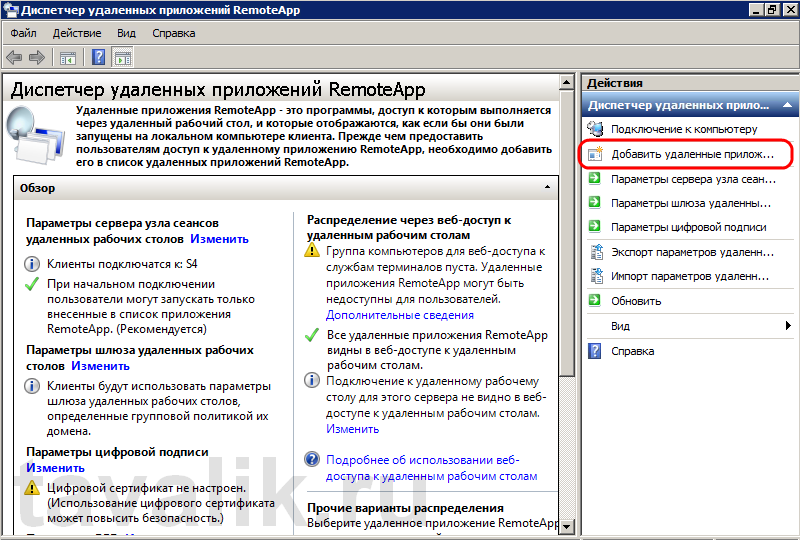 Диспетчер удаленных приложений RemoteApp
Файл Действие Вид Справка
Диспетчер удаленных приложений RemoteApp
Удаленные приложения RemoteApp - это программы, доступ к которым выполняется
через удаленный рабочий стол, и которые отображаются, как если бы они были
запущены на локальном компьютере клиента. Прежде чем предоставить
пользователям доступ к удаленному приложению RemoteApp, необходимо добавить
его в список удаленных приложений RemoteApp.
Обзор
Параметры сервера узла сеансов
удаленных рабочих столов Изменить
Клиенты подключатся к: S4
При начальном подключении
пользователи могут запускать только
внесенные в список приложения
RemoteApp. (Рекомендуется)
Параметры шлюза удаленных рабочих
столов Изменить
Клиенты будут использовать параметры
шлюза удаленных рабочих столов,
определенные групповой политикой их
домена.
Параметры цифровой подписи
Изменить
Цифровой сертификат не настроен.
(Использование цифрового сертификата
может повысить безопасность.)
Распределение через веб-доступ к
удаленным рабочим столам
Группа компьютеров для веб-доступа к
службам терминалов пуста. Удаленные
приложения RemoteApp могут быть
недоступны для пользователей.
Дополнительные сведения
Все удаленные приложения RemoteApp
видны в веб-доступе к удаленным
рабочим столам.
Подключение к удаленному рабочему
столу для этого сервера не видно в веб-
доступе к удаленным рабочим столам.
Изменить
Подробнее об использовании веб-
доступа к удаленным рабочим столам
Прочие варианты распределения
Выберите удаленное приложение RemoteApp
Действия
Диспетчер удаленных прило...
Подключение к компьютеру
Добавить удаленные прилож...
Параметры сервера узла сеан...
Параметры шлюза удаленны...
Параметры цифровой подписи
Экспорт параметров удаленн...
Импорт параметров удаленн...
Обновить
Вид
Справка
tavalik.ru